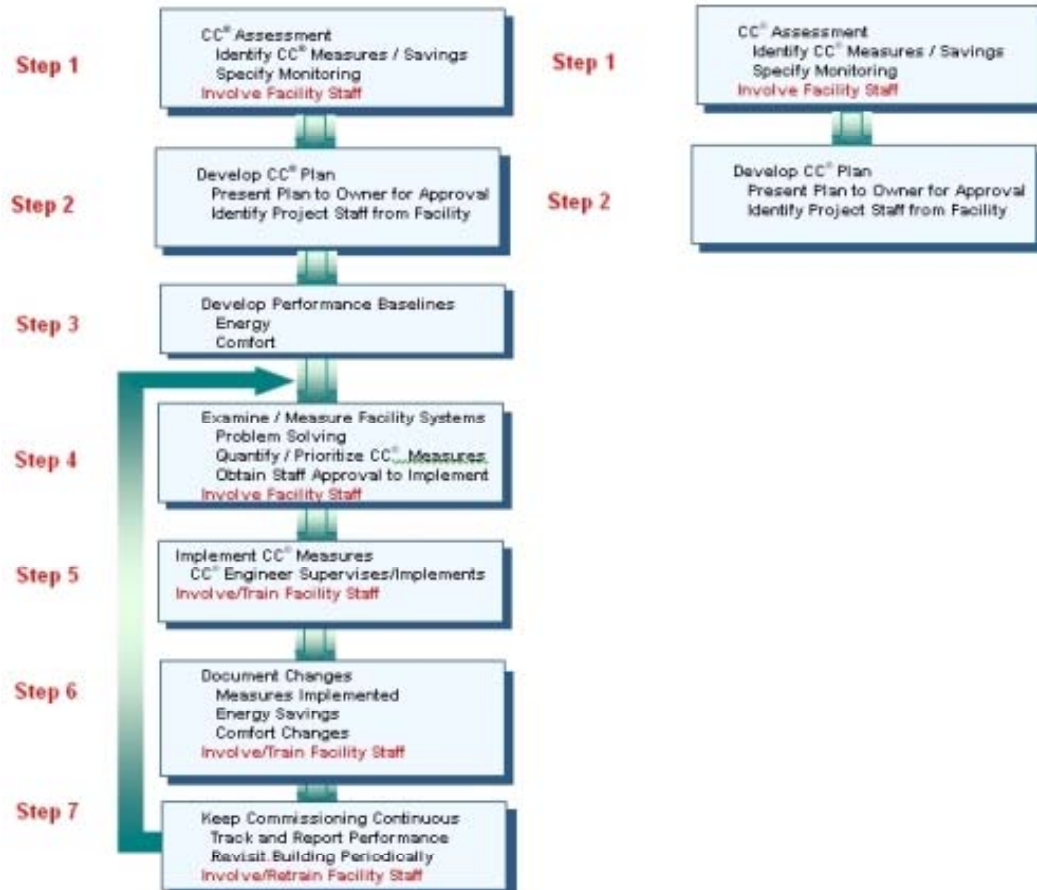 Step 1
CC® Assessment
Identify CC® Measures / Savings
Specify Monitoring
Involve Facility Staff
Step 2
Develop CC® Plan
Present Plan to Owner for Approval
Identify Project Staff from Facility
Step 3
Develop Performance Baselines
Energy
Comfort
Step 4
Examine / Measure Facility Systems
Problem Solving
Quantify / Prioritize CC® Measures
Obtain Staff Approval to Implement
Involve Facility Staff
Step 5
Implement CC® Measures
CC® Engineer Supervises/Implements
Involve/Train Facility Staff
Step 6
Document Changes
Measures Implemented
Energy Savings
Comfort Changes
Involve/Train Facility Staff
Step 7
Keep Commissioning Continuous
Track and Report Performance
Revisit Building Periodically
Involve/Retrain Facility Staff
Step 1
CC® Assessment
Identify CC® Measures / Savings
Specify Monitoring
Involve Facility Staff
Step 2
Develop CC® Plan
Present Plan to Owner for Approval
Identify Project Staff from Facility